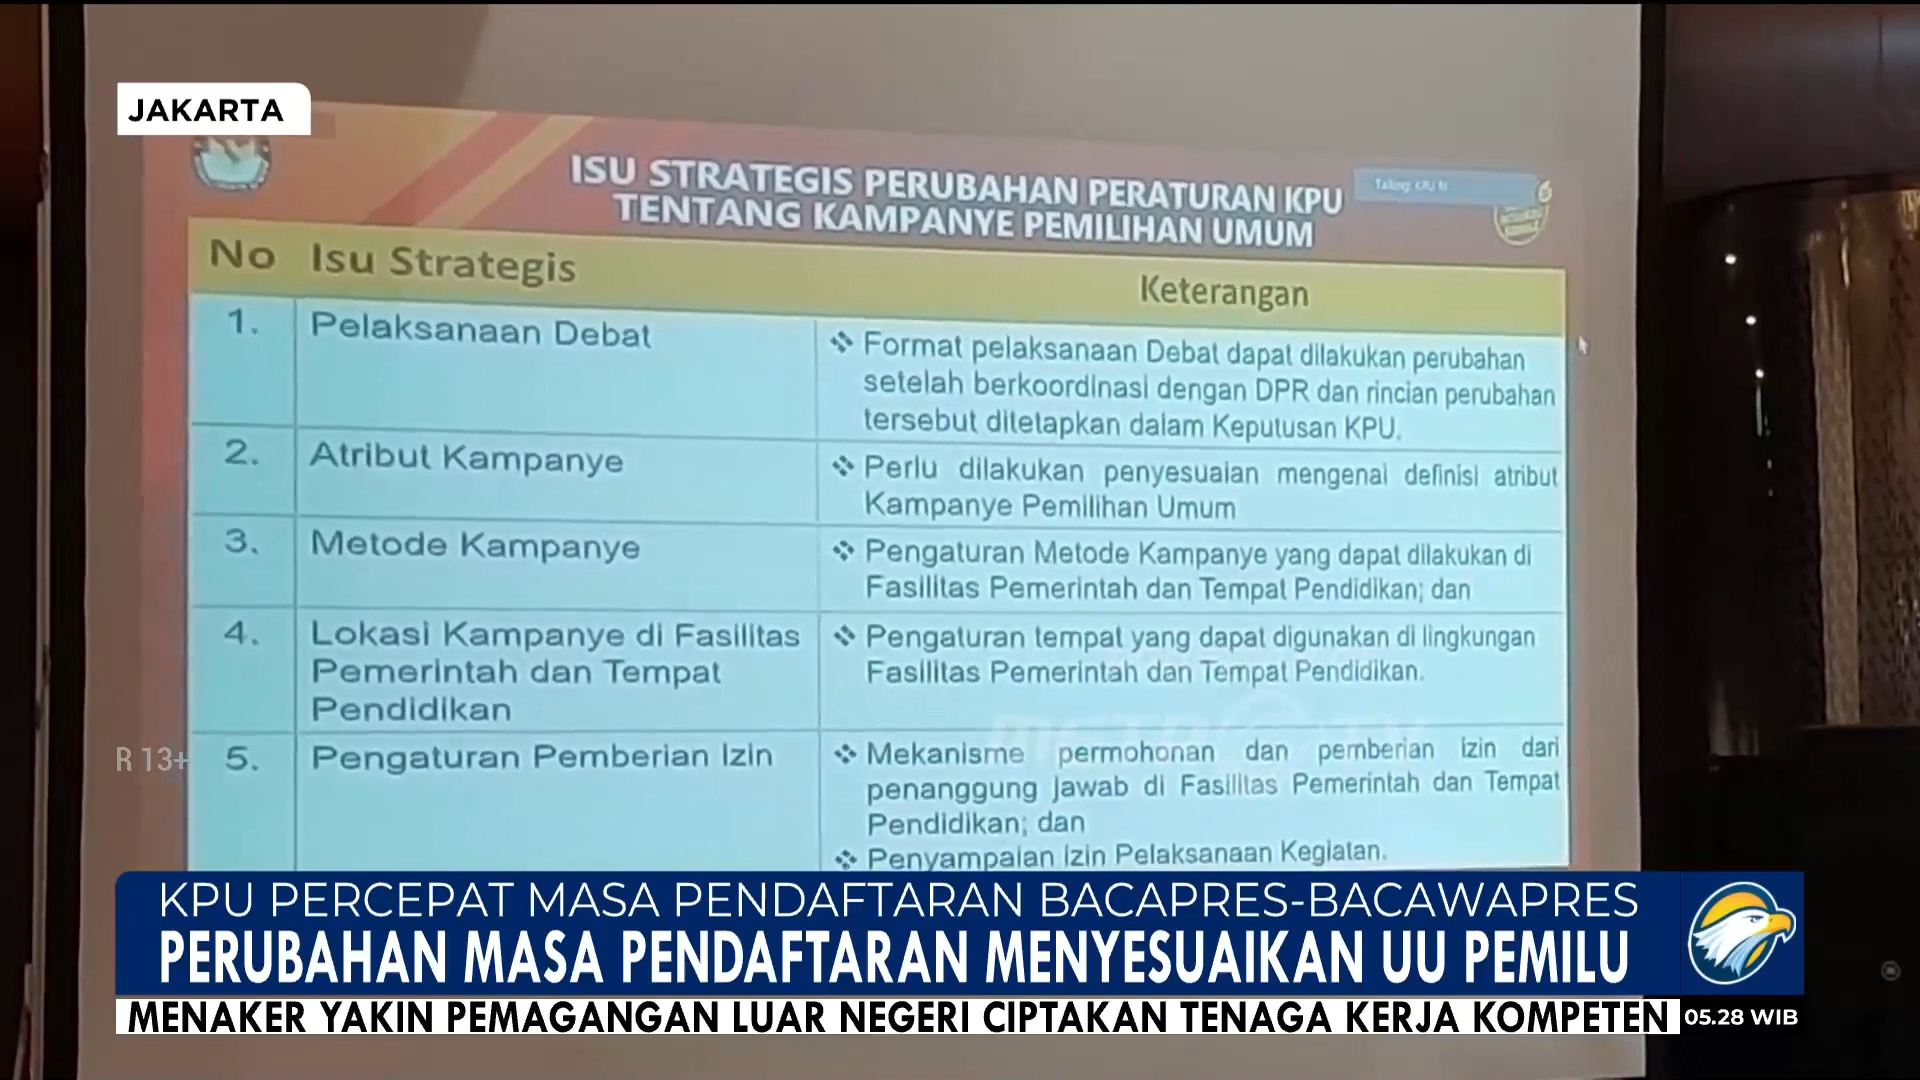 JAKARTA
ISU STRATEGIS PERUBAHAN PERATURAN KPU
TENTANG KAMPANYE PEMILIHAN UMUM
No Isu Strategis Keterangan
1. Pelaksanaan Debat
Format pelaksanaan Debat dapat dilakukan perubahan
setelah berkoordinasi dengan DPR dan rincian perubahan
tersebut ditetapkan dalam Keputusan KPU.
2. Atribut Kampanye
Perlu dilakukan penyesuaian mengenai definisi atribut
Kampanye Pemilihan Umum
3. Metode Kampanye
Pengaturan Metode Kampanye yang dapat dilakukan di
Fasilitas Pemerintah dan Tempat Pendidikan; dan
4. Lokasi Kampanye di Fasilitas
Pemerintah dan Tempat
Pendidikan
Pengaturan tempat yang dapat digunakan di lingkungan
Fasilitas Pemerintah dan Tempat Pendidikan.
METRO TV
R 13+
5. Pengaturan Pemberian Izin
Mekanisme permohonan dan pemberian izin dari
penanggung jawab di Fasilitas Pemerintah dan Tempat
Pendidikan; dan
Penyampaian Izin Pelaksanaan Kegiatan.
KPU PERCEPAT MASA PENDAFTARAN BACAPRES-BACAWAPRES
PERUBAHAN MASA PENDAFTARAN MENYESUAIKAN UU PEMILU
MENAKER YAKIN PEMAGANGAN LUAR NEGERI CIPTAKAN TENAGA KERJA KOMPETEN
05.28 WIB